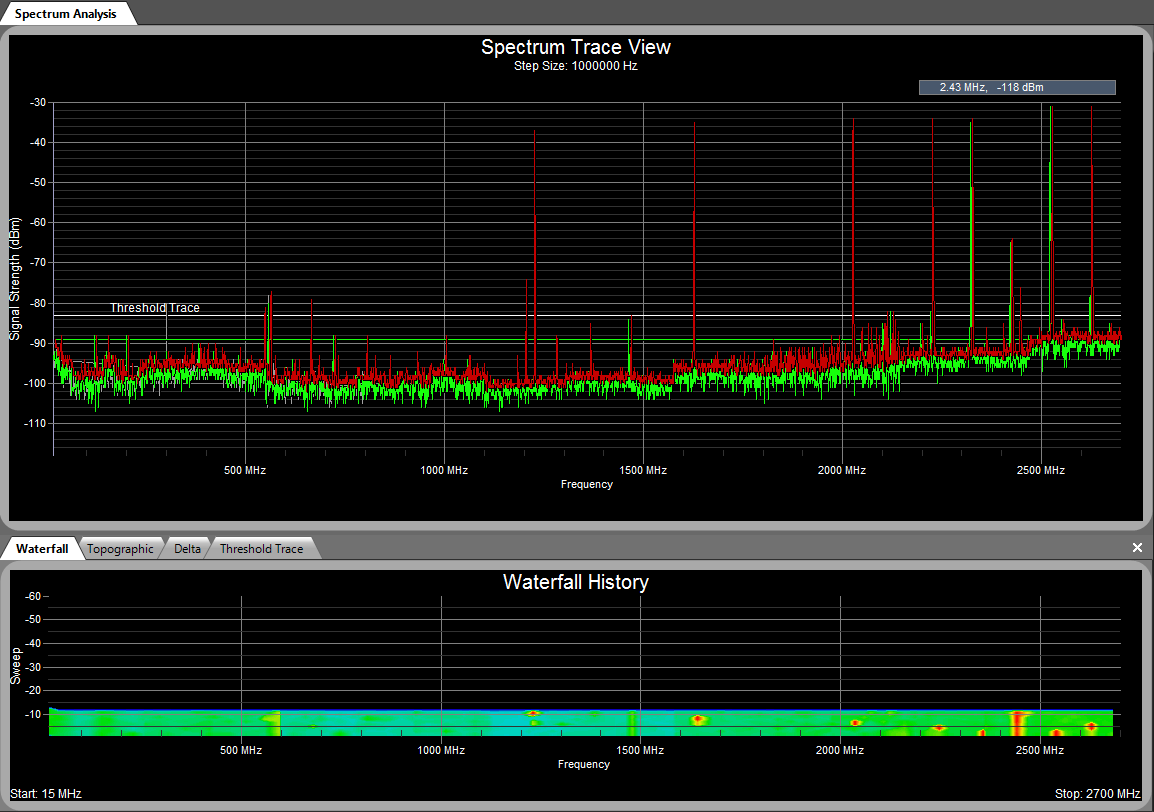 Spectrum Analysis
Spectrum Trace View
Step Size: 1000000 Hz
2.43 MHz, -118 dBm
-30
-40
-50
-60
-70
-80
-90
-100
-110
Signal Strength (dBm)
Threshold Trace
500 MHz
1000 MHz
1500 MHz
2000 MHz
2500 MHz
Frequency
Waterfall
Topographic
Delta
Threshold Trace
Waterfall History
-60
-50
-40
-30
-20
-10
Sweep
500 MHz
1000 MHz
1500 MHz
2000 MHz
2500 MHz
Frequency
Start: 15 MHz
Stop: 2700 MHz